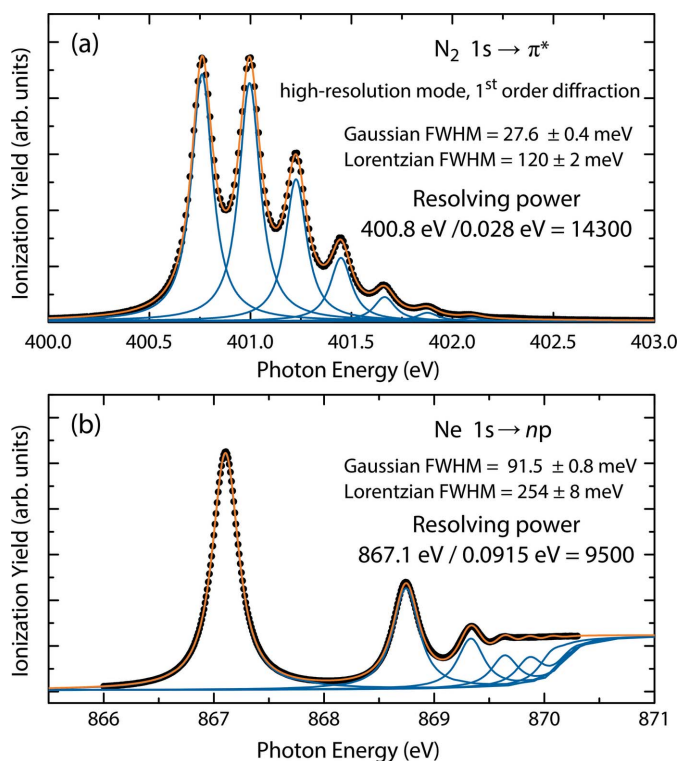 (a)
N₂ 1s → π*
high-resolution mode, 1ˢᵗ order diffraction
Gaussian FWHM = 27.6 ± 0.4 meV
Lorentzian FWHM = 120 ± 2 meV
Resolving power
400.8 eV /0.028 eV = 14300
Ionization Yield (arb. units)
400.0 400.5 401.0 401.5 402.0 402.5 403.0
Photon Energy (eV)
(b)
Ne 1s → np
Gaussian FWHM = 91.5 ± 0.8 meV
Lorentzian FWHM = 254 ± 8 meV
Resolving power
867.1 eV / 0.0915 eV = 9500
Ionization Yield (arb. units)
866 867 868 869 870 871
Photon Energy (eV)